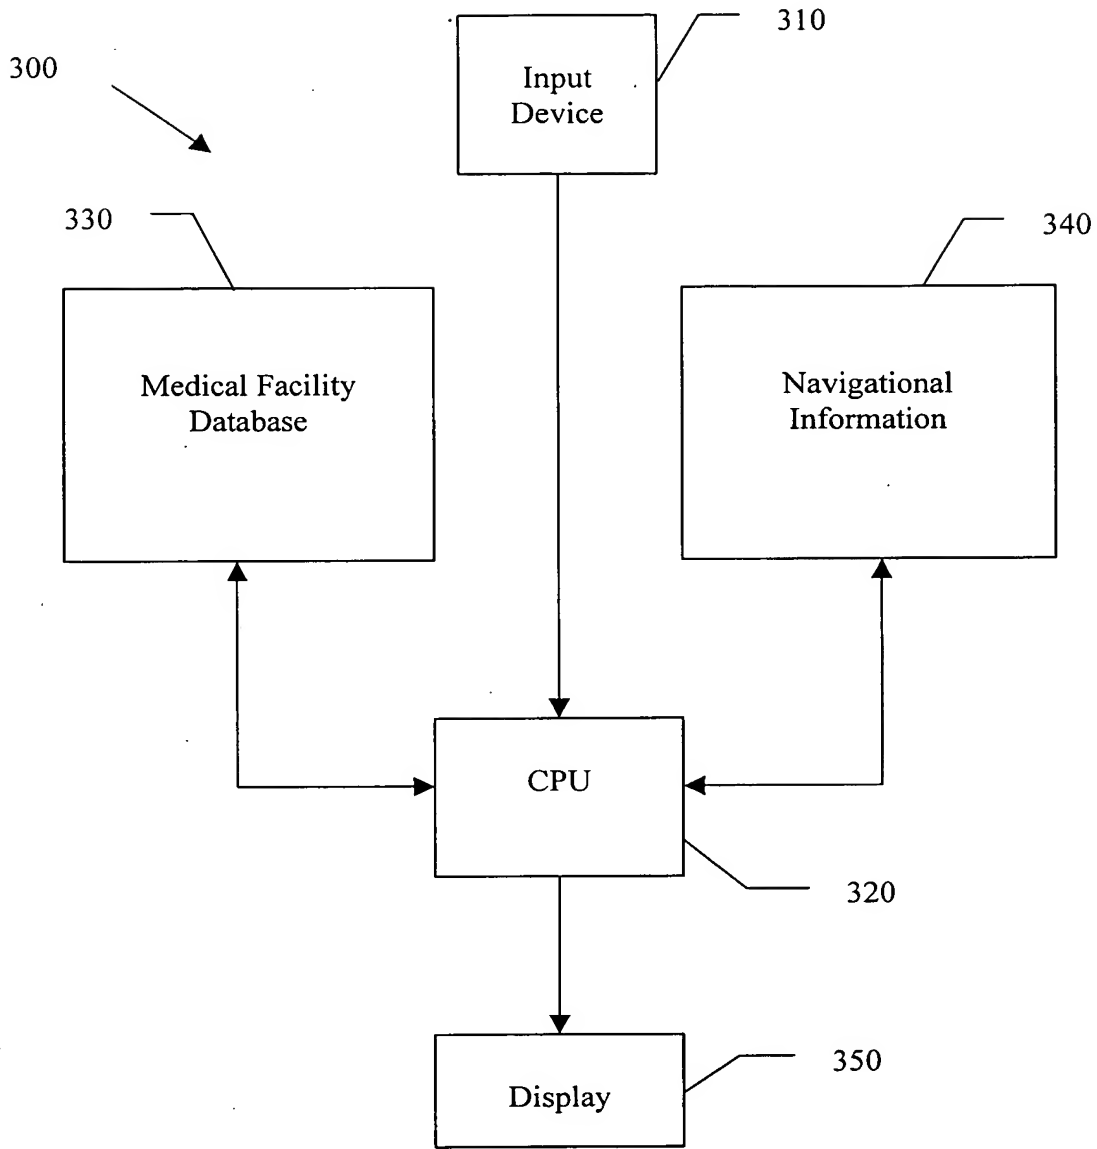 310
Input
Device
300
330
340
Medical Facility
Database
Navigational
Information
CPU
320
350
Display